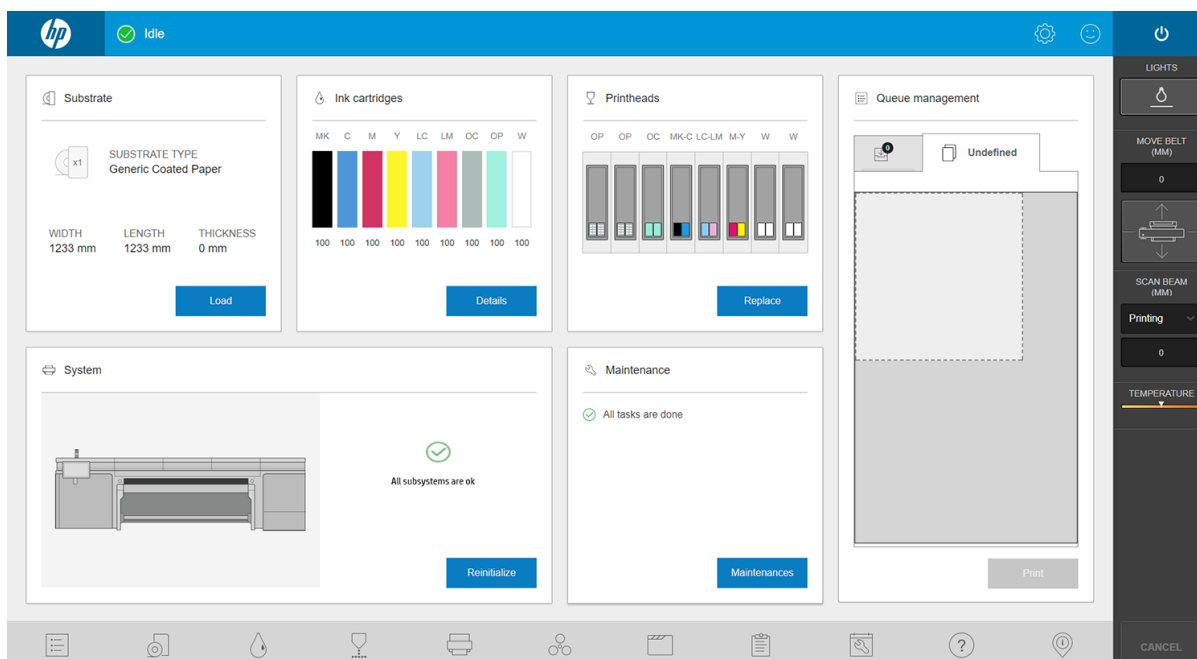 hp
Idle
Substrate
x1
SUBSTRATE TYPE
Generic Coated Paper
WIDTH LENGTH THICKNESS
1233 mm 1233 mm 0 mm
Load
Ink cartridges
MK C M Y LC LM OC OP W
100 100 100 100 100 100 100 100 100
Details
Printheads
OP OP OC MK-C LC-LM M-Y W W
Replace
Queue management
0
Undefined
Print
System
All subsystems are ok
Reinitialize
Maintenance
All tasks are done
Maintenances
LIGHTS
MOVE BELT
(MM)
0
SCAN BEAM
(MM)
Printing
0
TEMPERATURE
?
CANCEL